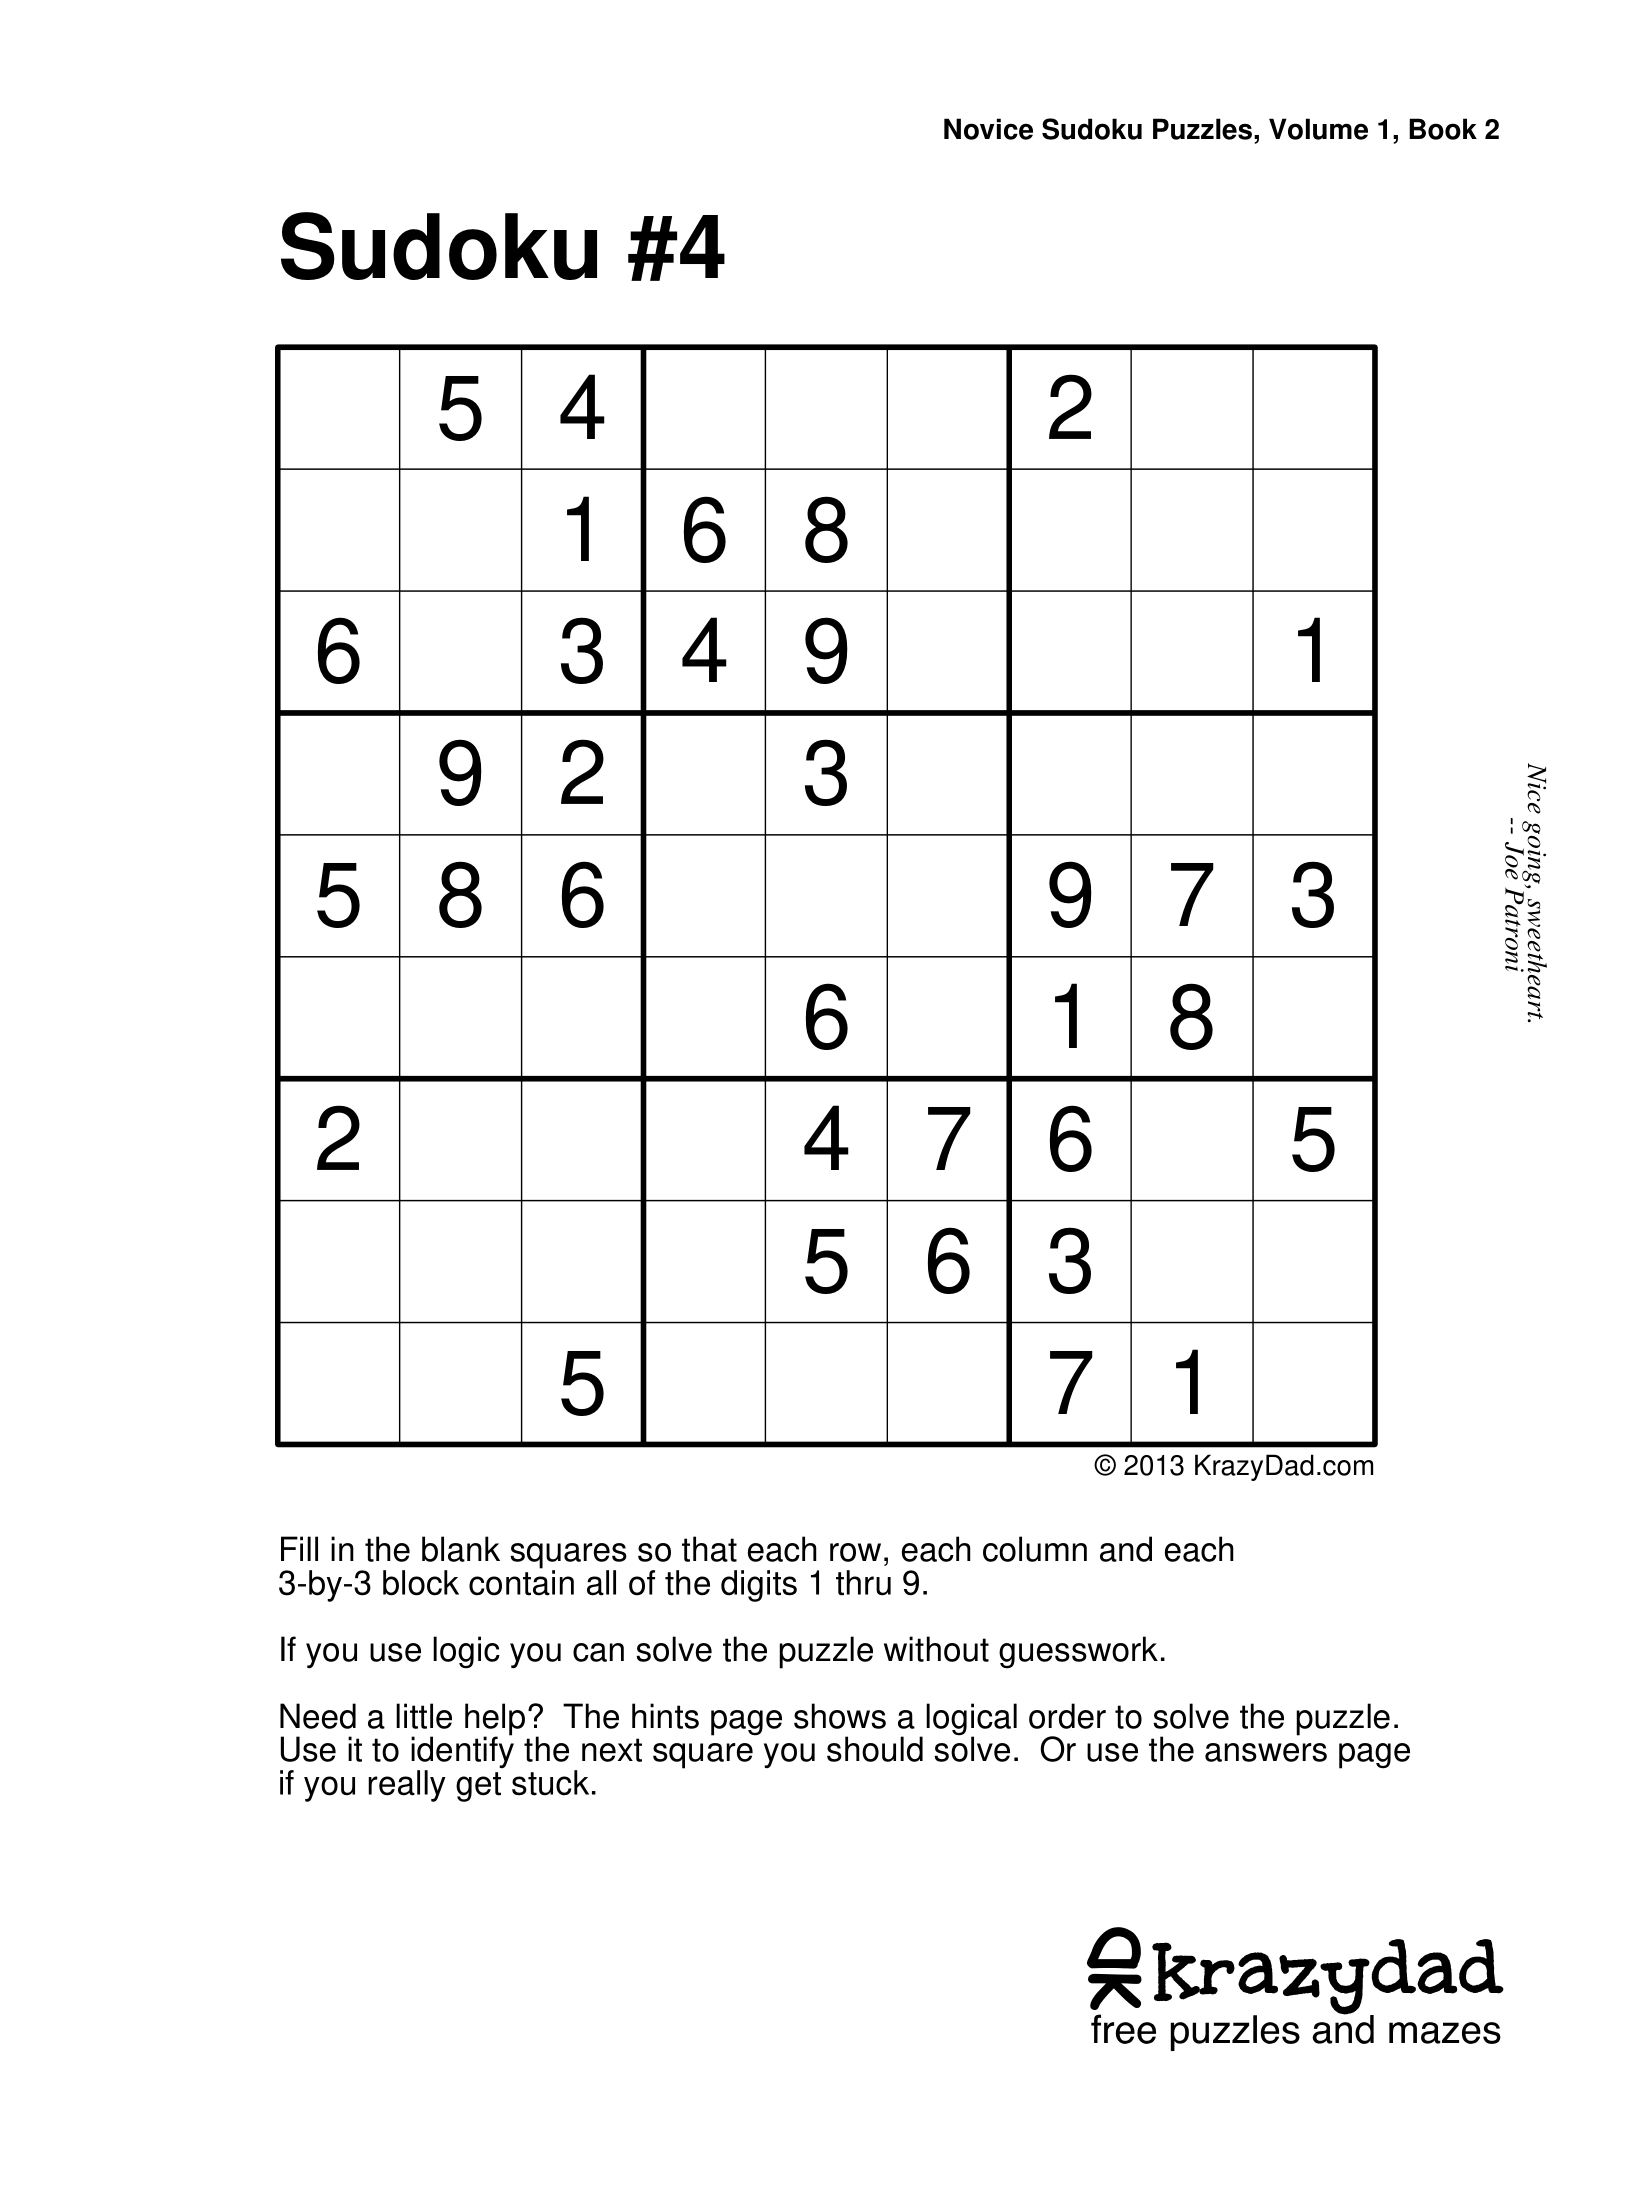 Novice Sudoku Puzzles, Volume 1, Book 2
Sudoku #4
5 4 2
1 6 8
6 3 4 9 1
9 2 3
5 8 6 9 7 3
6 1 8
2 4 7 6 5
5 6 3
5 7 1
Nice going, sweetheart.
-- Joe Patroni
© 2013 KrazyDad.com
Fill in the blank squares so that each row, each column and each
3-by-3 block contain all of the digits 1 thru 9.
If you use logic you can solve the puzzle without guesswork.
Need a little help?  The hints page shows a logical order to solve the puzzle.
Use it to identify the next square you should solve.  Or use the answers page
if you really get stuck.
KD krazydad
free puzzles and mazes